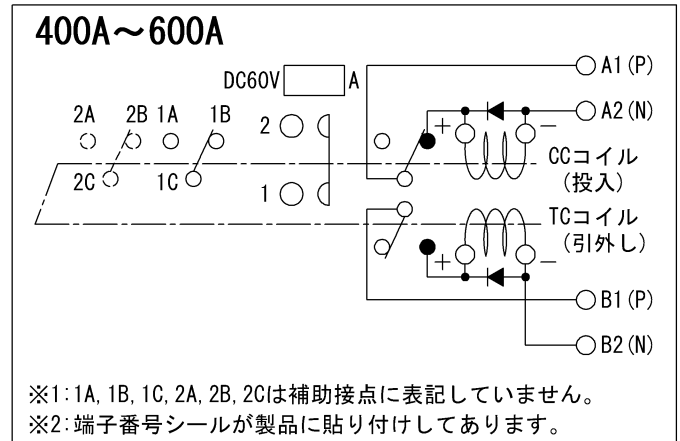 400A～600A
DC60V A
A1(P)
A2(N)
2A 2B 1A 1B
2
2C 1C
1
+ −
CCコイル
(投入)
TCコイル
(引外し)
+ −
B1(P)
B2(N)
※1:1A,1B,1C,2A,2B,2Cは補助接点に表記していません。
※2:端子番号シールが製品に貼り付けしてあります。